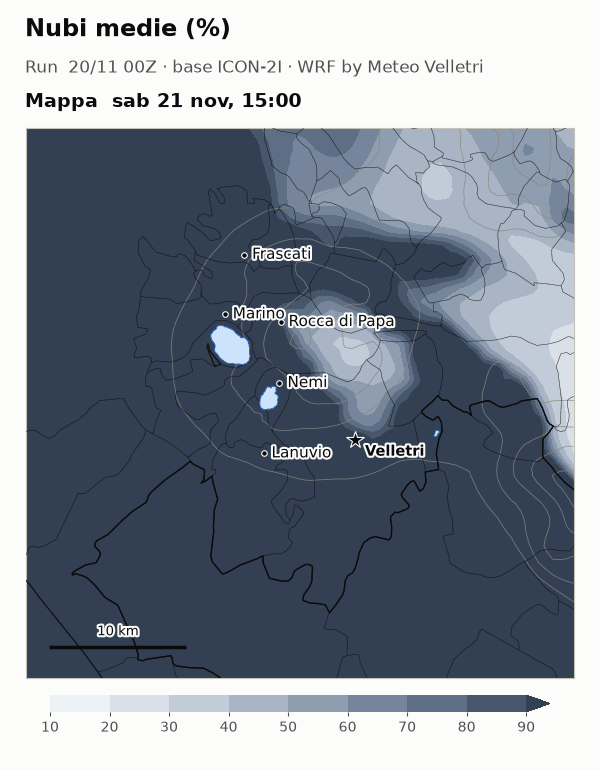 Nubi medie (%)
Run  20/11 00Z · base ICON-2I · WRF by Meteo Velletri
Mappa  sab 21 nov, 15:00
Frascati
Marino
Rocca di Papa
Nemi
Velletri
Lanuvio
10 km
10 20 30 40 50 60 70 80 90